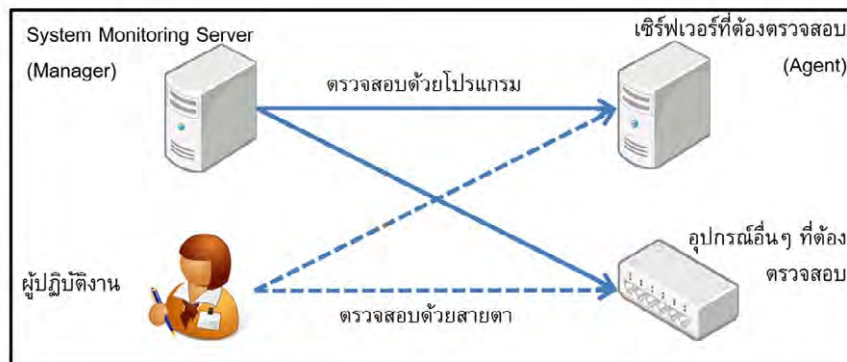 System Monitoring Server
(Manager)
เซิร์ฟเวอร์ที่ต้องตรวจสอบ
(Agent)
ตรวจสอบด้วยโปรแกรม
ผู้ปฏิบัติงาน
ตรวจสอบด้วยสายตา
อุปกรณ์อื่นๆ ที่ต้อง
ตรวจสอบ